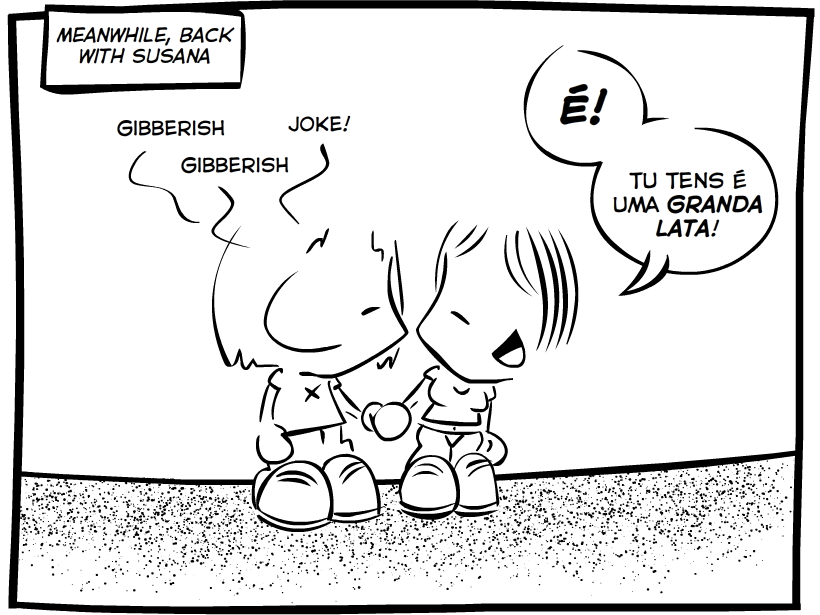 MEANWHILE, BACK
WITH SUSANA
GIBBERISH
JOKE!
GIBBERISH
É!
TU TENS É
UMA GRANDA
LATA!